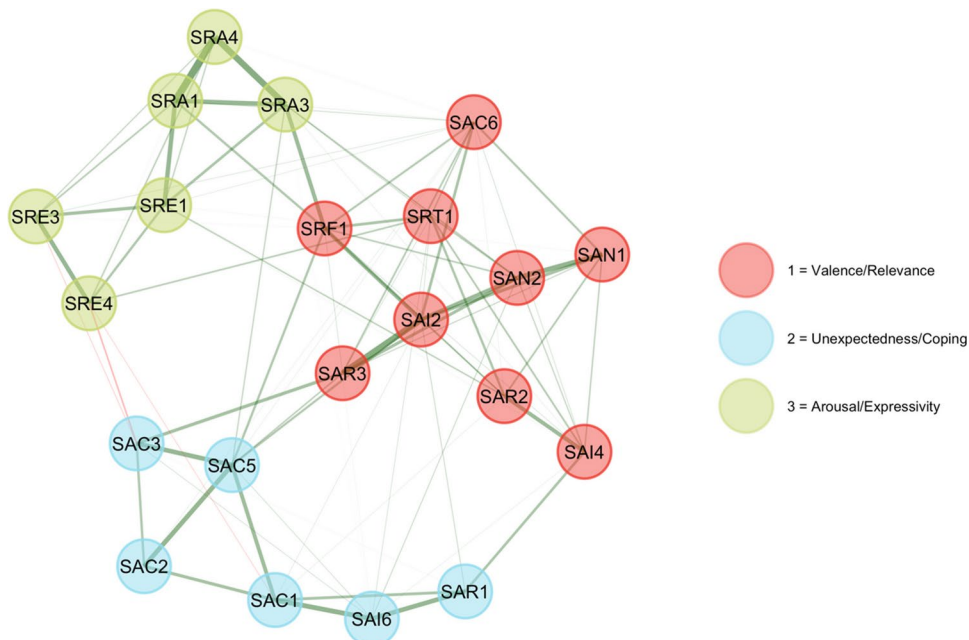 SRA4
SRA1
SRA3
SAC6
SRE3
SRE1
SRF1
SRT1
SAN1
SAN2
SRE4
SAI2
SAR3
SAR2
SAC3
SAC5
SAI4
SAC2
SAC1
SAI6
SAR1
1 = Valence/Relevance
2 = Unexpectedness/Coping
3 = Arousal/Expressivity